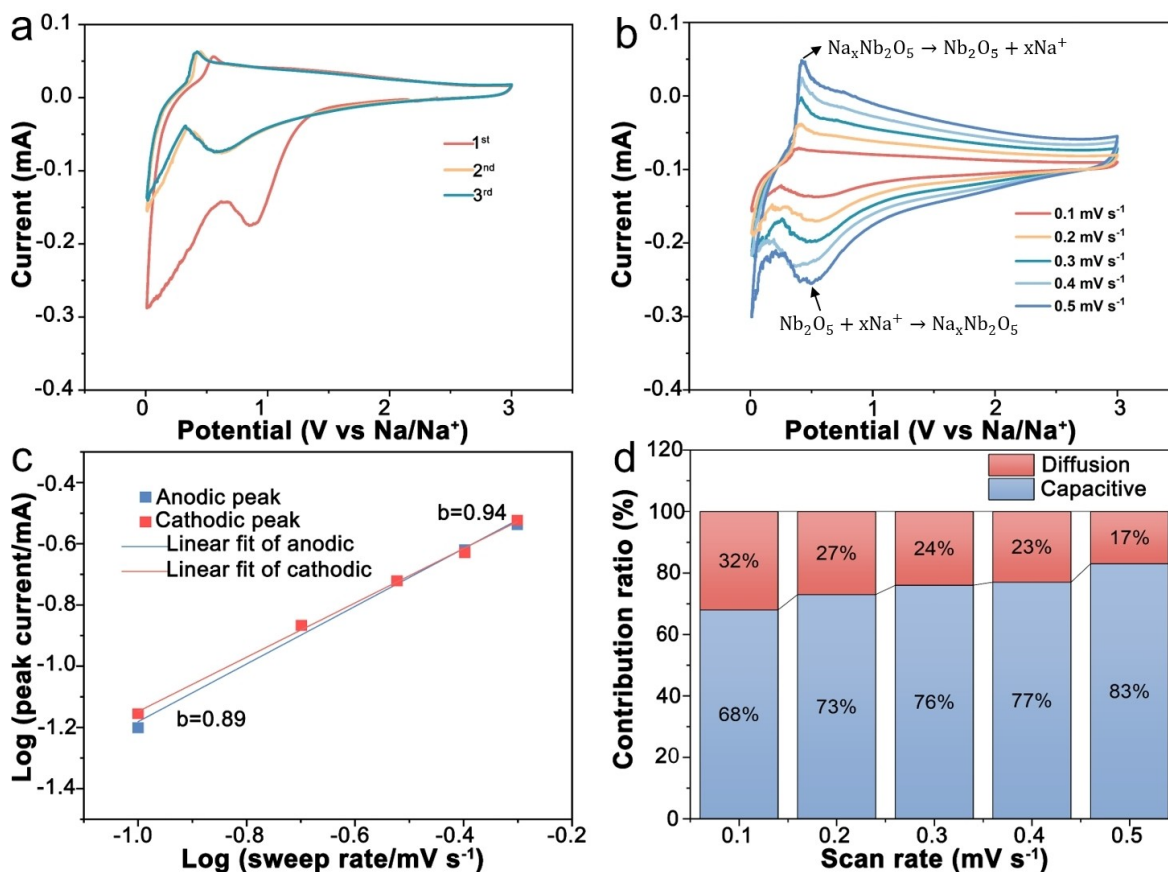 a
0.1
0.0
-0.1
-0.2
-0.3
-0.4
Current (mA)
1ˢᵗ
2ⁿᵈ
3ʳᵈ
0 1 2 3
Potential (V vs Na/Na⁺)
b
0.1
0.0
-0.1
-0.2
-0.3
-0.4
Current (mA)
NaₓNb₂O₅ → Nb₂O₅ + xNa⁺
0.1 mV s⁻¹
0.2 mV s⁻¹
0.3 mV s⁻¹
0.4 mV s⁻¹
0.5 mV s⁻¹
Nb₂O₅ + xNa⁺ → NaₓNb₂O₅
0 1 2 3
Potential (V vs Na/Na⁺)
c
-0.4
-0.6
-0.8
-1.0
-1.2
-1.4
Log (peak current/mA)
Anodic peak
Cathodic peak
Linear fit of anodic
Linear fit of cathodic
b=0.94
b=0.89
-1.0 -0.8 -0.6 -0.4 -0.2
Log (sweep rate/mV s⁻¹)
d
120
100
80
60
40
20
0
Contribution ratio (%)
Diffusion
Capacitive
32% 27% 24% 23% 17%
68% 73% 76% 77% 83%
0.1 0.2 0.3 0.4 0.5
Scan rate (mV s⁻¹)